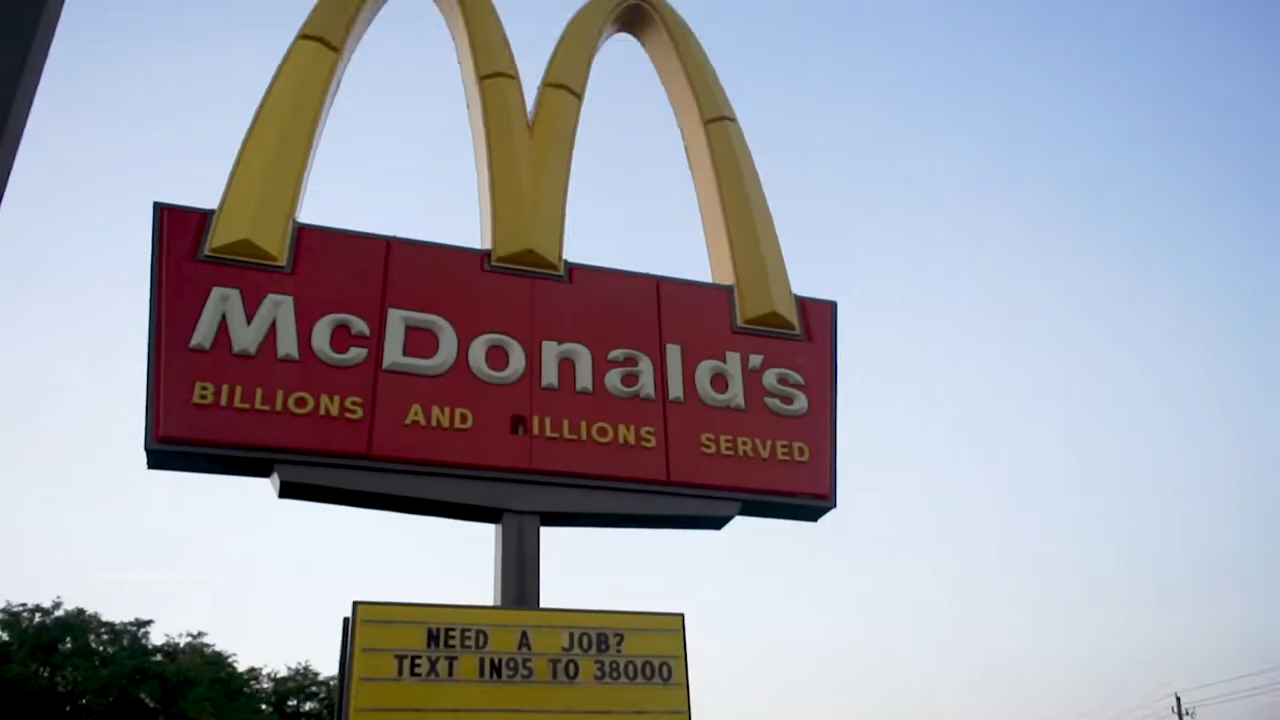 McDonald's
BILLIONS AND ILLIONS SERVED
NEED A JOB?
TEXT IN95 TO 38000